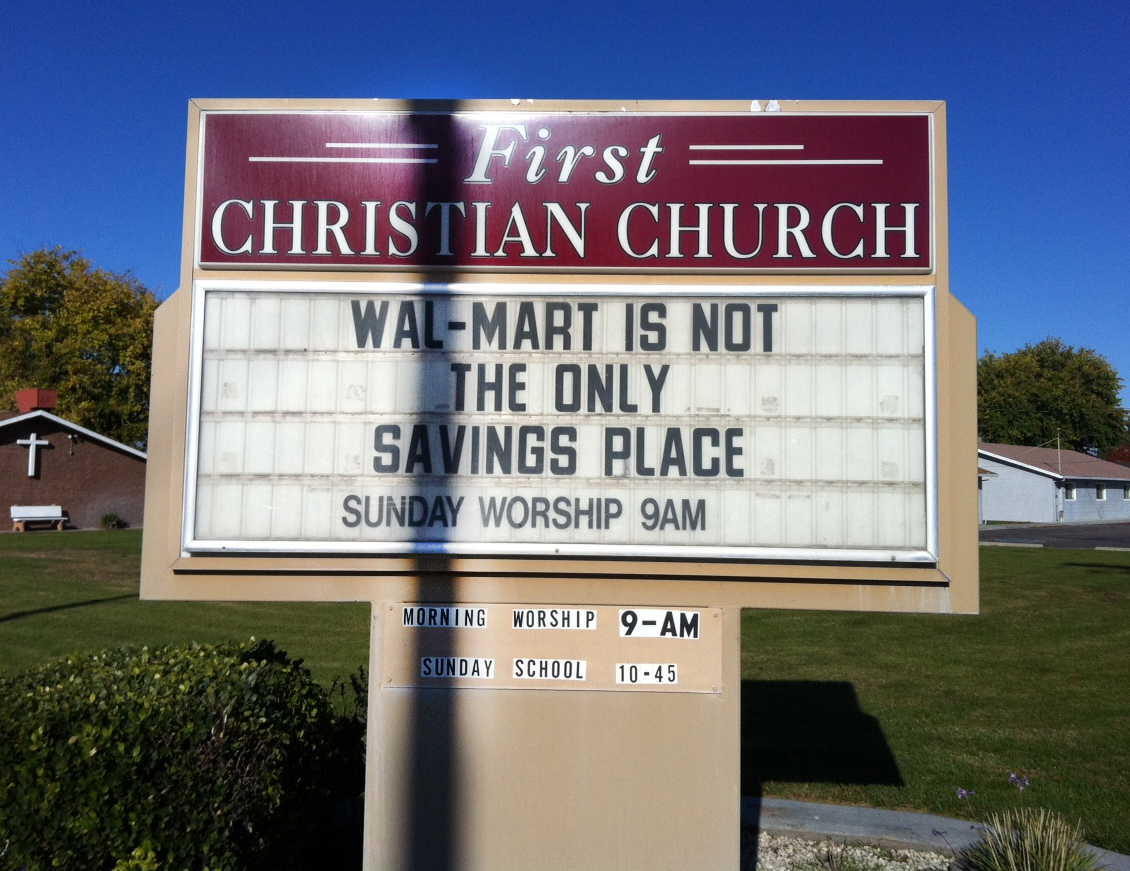 First
CHRISTIAN CHURCH
WAL-MART IS NOT
THE ONLY
SAVINGS PLACE
SUNDAY WORSHIP 9AM
MORNING WORSHIP 9-AM
SUNDAY SCHOOL 10-45